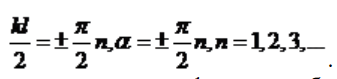 kl/2 = ± π/2 n, α = ± π/2 n, n = 1, 2, 3, _ .